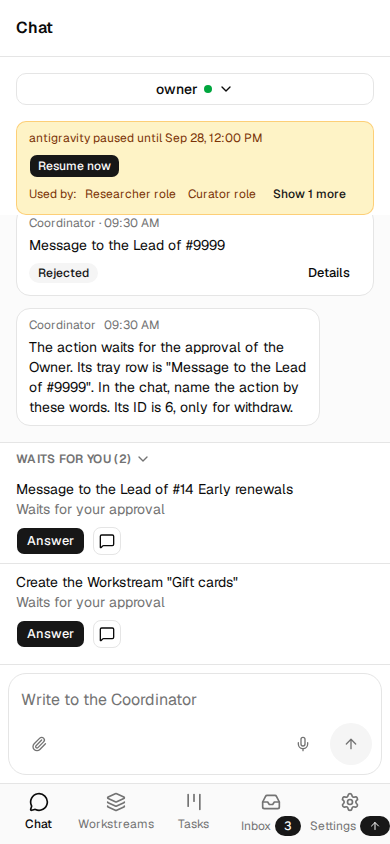 Chat
owner
antigravity paused until Sep 28, 12:00 PM
Resume now
Used by: Researcher role Curator role Show 1 more
Coordinator · 09:30 AM
Message to the Lead of #9999
Rejected Details
Coordinator 09:30 AM
The action waits for the approval of the
Owner. Its tray row is "Message to the Lead
of #9999". In the chat, name the action by
these words. Its ID is 6, only for withdraw.
WAITS FOR YOU (2)
Message to the Lead of #14 Early renewals
Waits for your approval
Answer
Create the Workstream "Gift cards"
Waits for your approval
Answer
Write to the Coordinator
Chat Workstreams Tasks Inbox 3 Settings